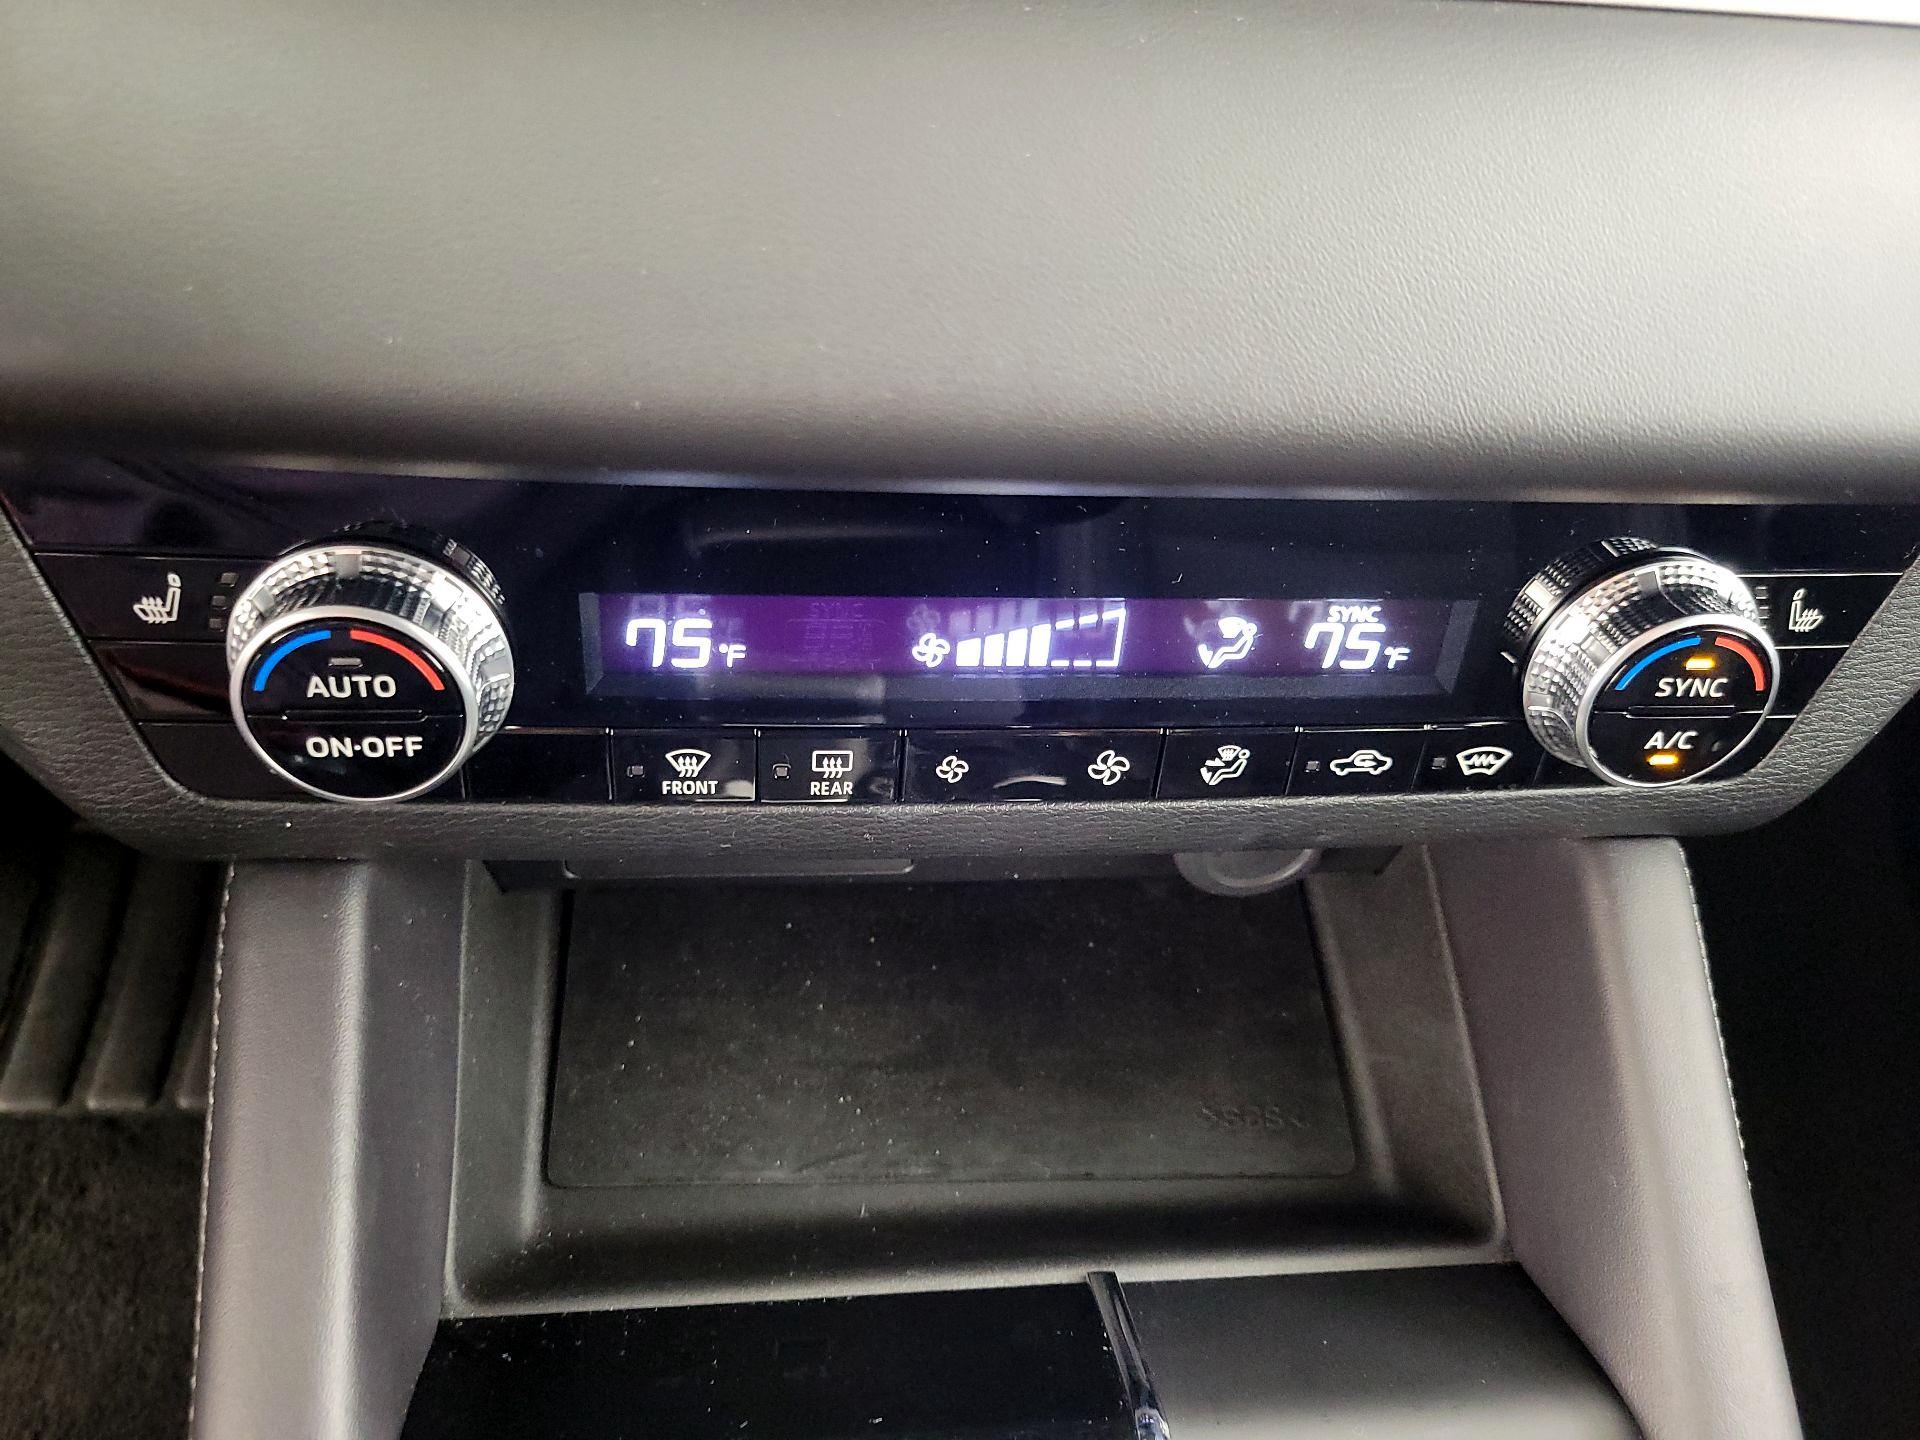 75°F
SYNC
75°F
AUTO
ON·OFF
FRONT
REAR
SYNC
A/C